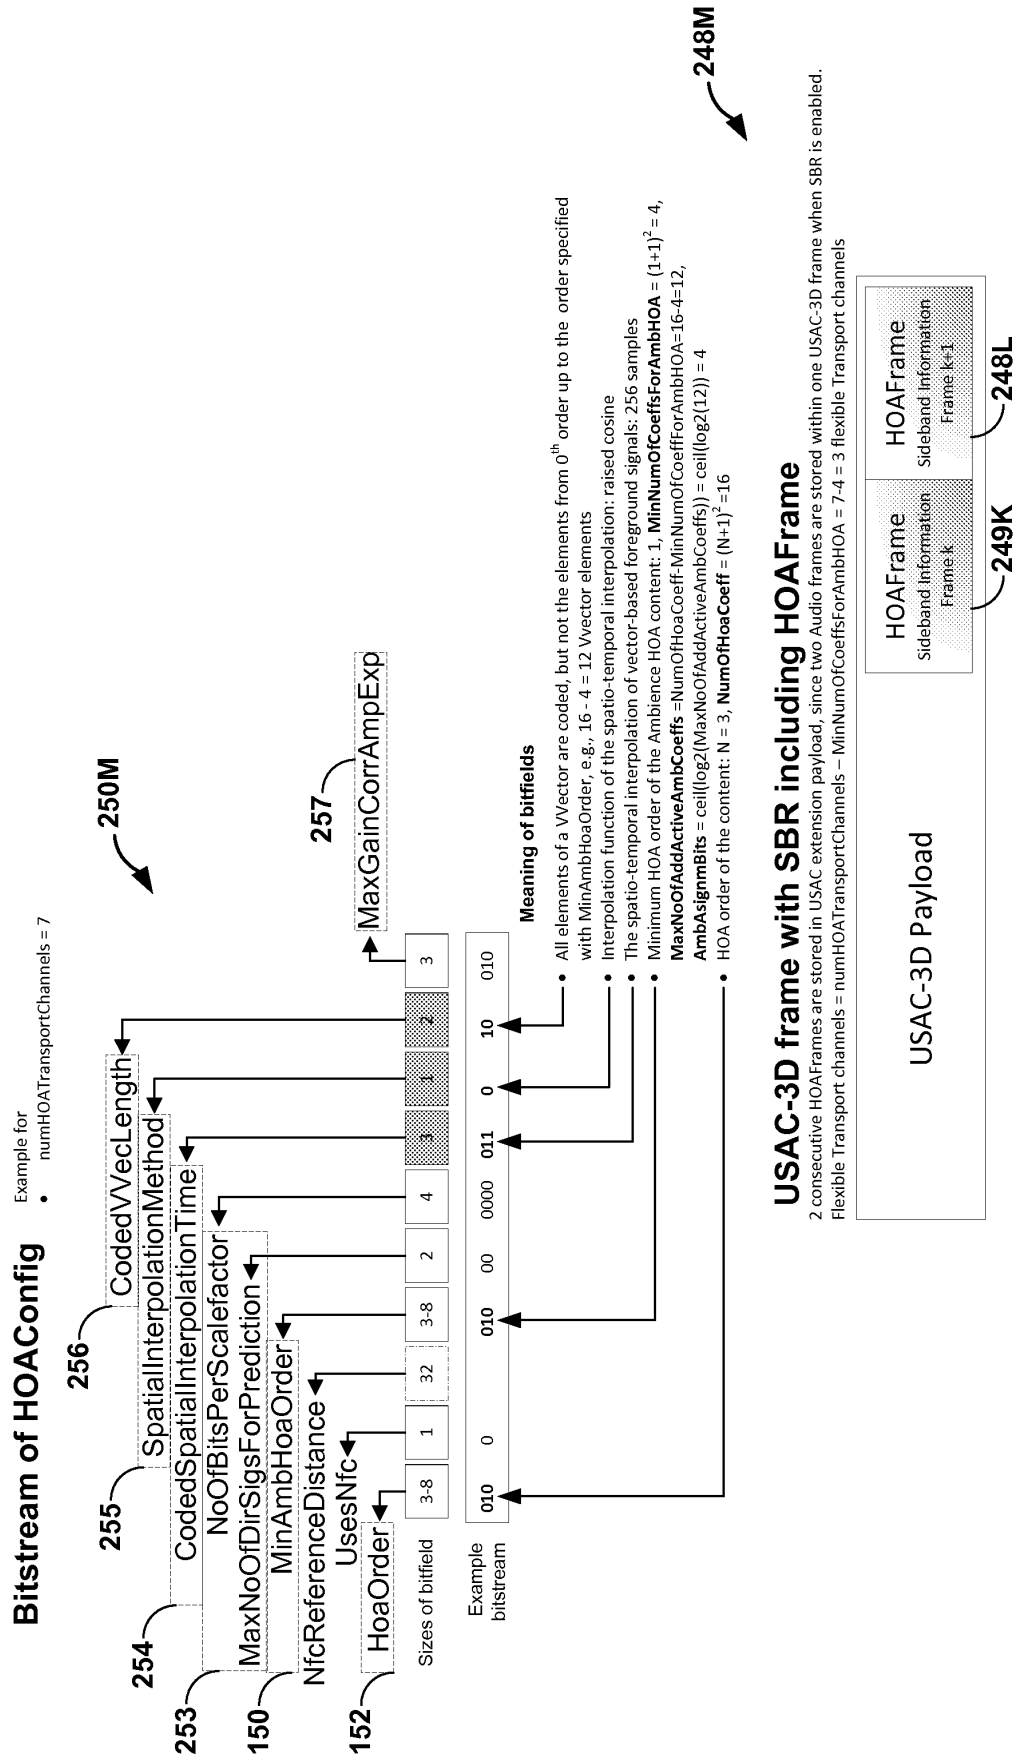 Bitstream of HOAConfig
Example for
• numHOATransportChannels = 7
250M
256
CodedVVecLength
255
SpatialInterpolationMethod
254
CodedSpatialInterpolationTime
253
NoOfBitsPerScalefactor
MaxNoOfDirSigsForPrediction
150
MinAmbHoaOrder
NfcReferenceDistance
UsesNfc
152
HoaOrder
257
MaxGainCorrAmpExp
Sizes of bitfield
3-8 1 32 3-8 2 4 3 1 2 3
Example
bitstream
010 0 010 00 0000 011 0 10 010
Meaning of bitfields
• All elements of a VVector are coded, but not the elements from 0th order up to the order specified
with MinAmbHoaOrder, e.g., 16 - 4 = 12 Vvector elements
• Interpolation function of the spatio-temporal interpolation: raised cosine
• The spatio-temporal interpolation of vector-based foreground signals: 256 samples
• Minimum HOA order of the Ambience HOA content: 1, MinNumOfCoeffsForAmbHOA = (1+1)² = 4,
MaxNoOfAddActiveAmbCoeffs =NumOfHoaCoeff-MinNumOfCoeffForAmbHOA=16-4=12,
AmbAsignmBits = ceil(log2(MaxNoOfAddActiveAmbCoeffs)) = ceil(log2(12)) = 4
• HOA order of the content: N = 3, NumOfHoaCoeff = (N+1)² =16
248M
USAC-3D frame with SBR including HOAFrame
2 consecutive HOAFrames are stored in USAC extension payload, since two Audio frames are stored within one USAC-3D frame when SBR is enabled.
Flexible Transport channels = numHOATransportChannels – MinNumOfCoeffsForAmbHOA = 7-4 = 3 flexible Transport channels
USAC-3D Payload
HOAFrame
Sideband Information
Frame k
HOAFrame
Sideband Information
Frame k+1
249K
248L